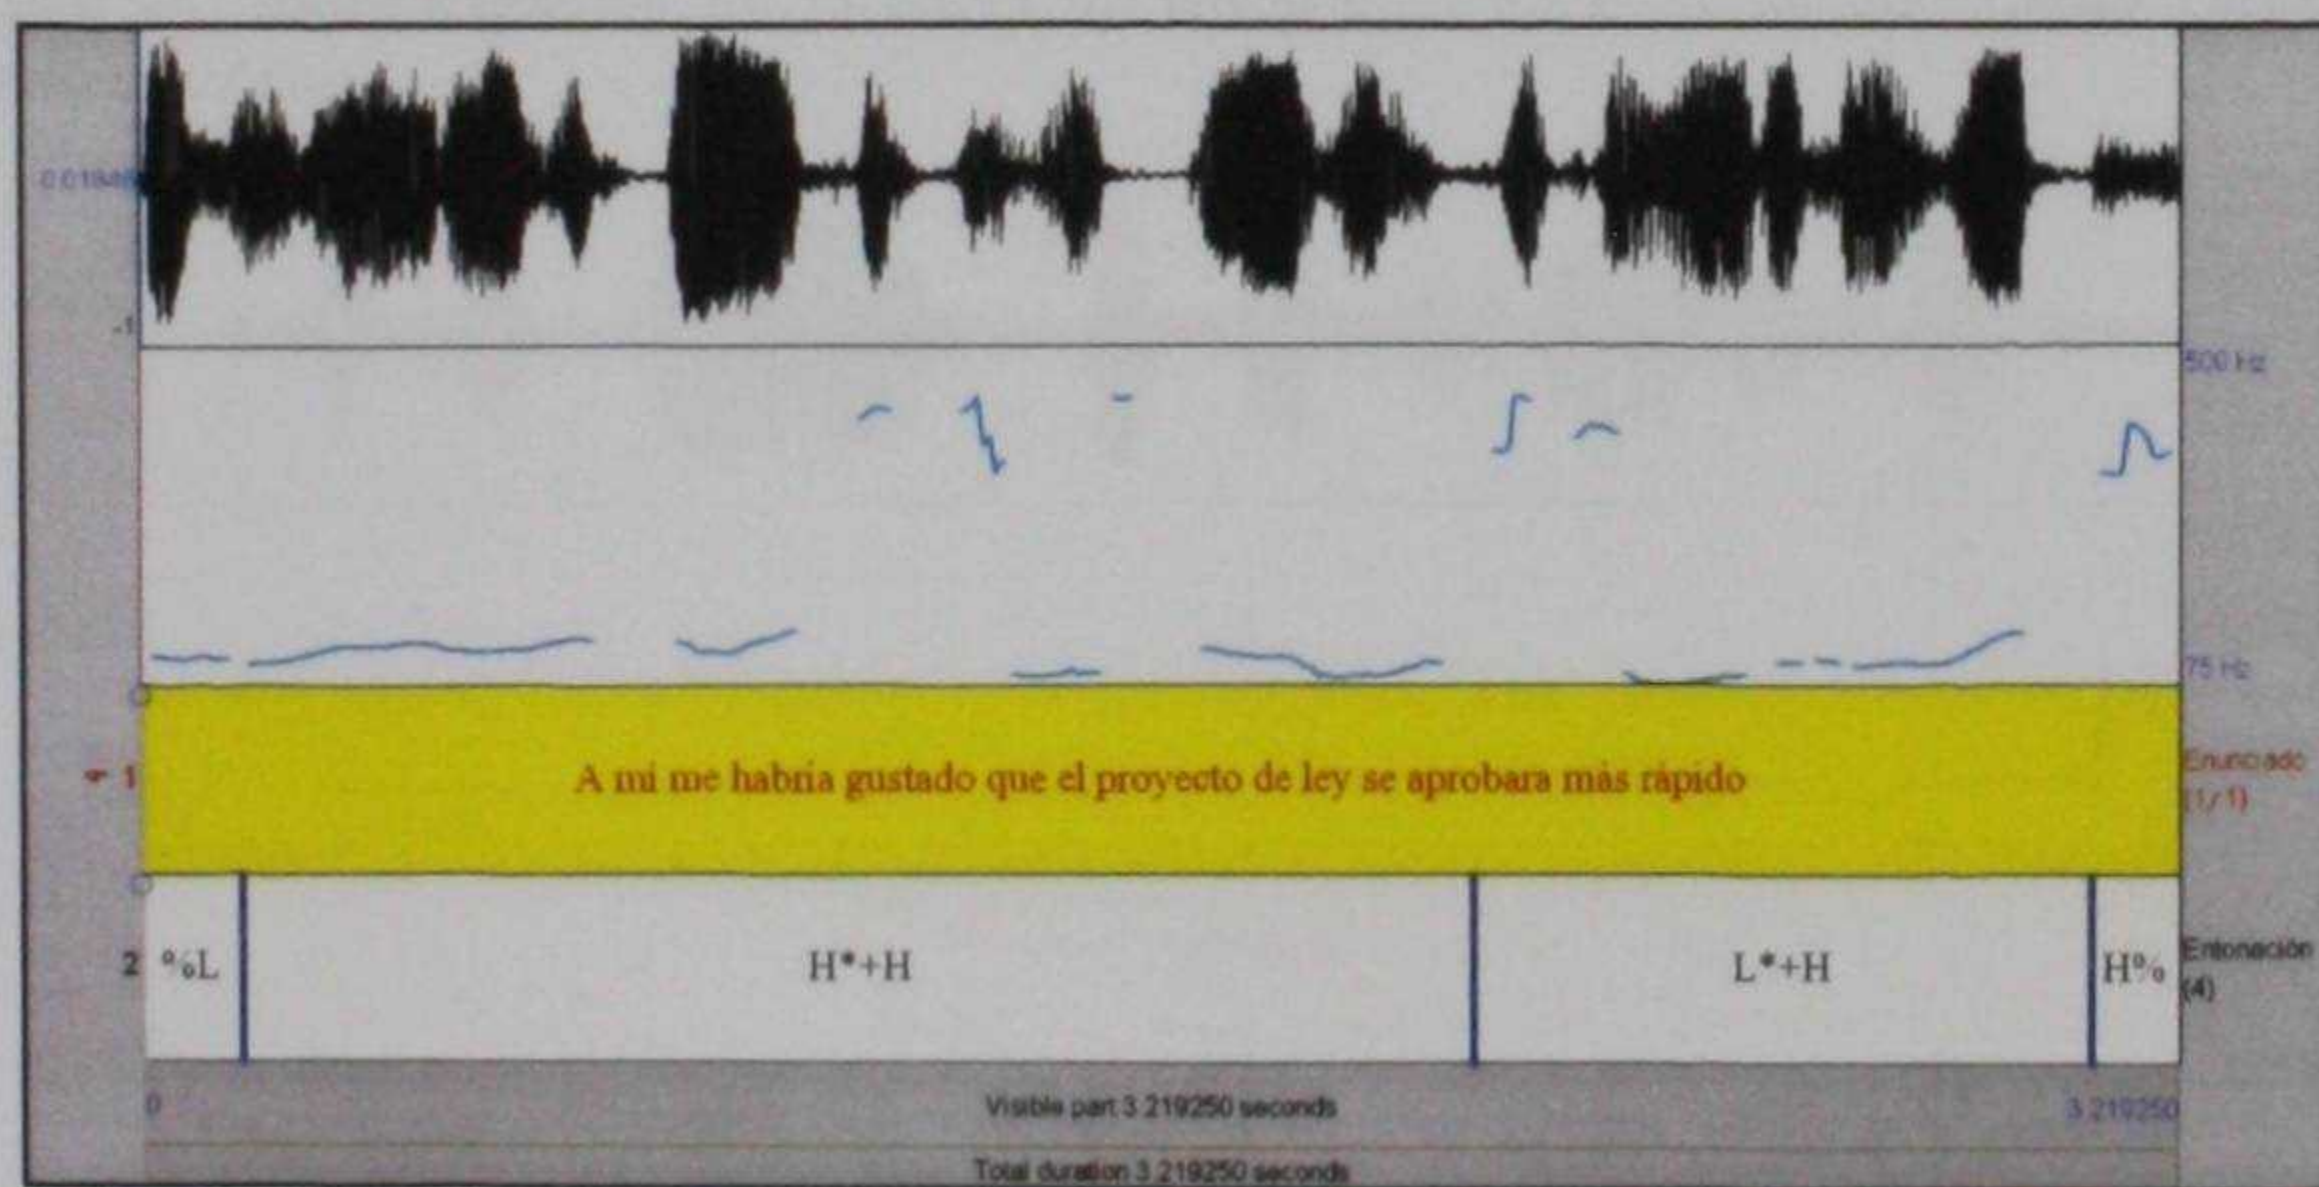 -1
500 Hz
75 Hz
1
A mi me habría gustado que el proyecto de ley se aprobara más rápido
Enunciado
(1/1)
2
%L
H*+H
L*+H
H%
Entonación
(4)
0
Visible part 3.219250 seconds
3.219250
Total duration 3.219250 seconds